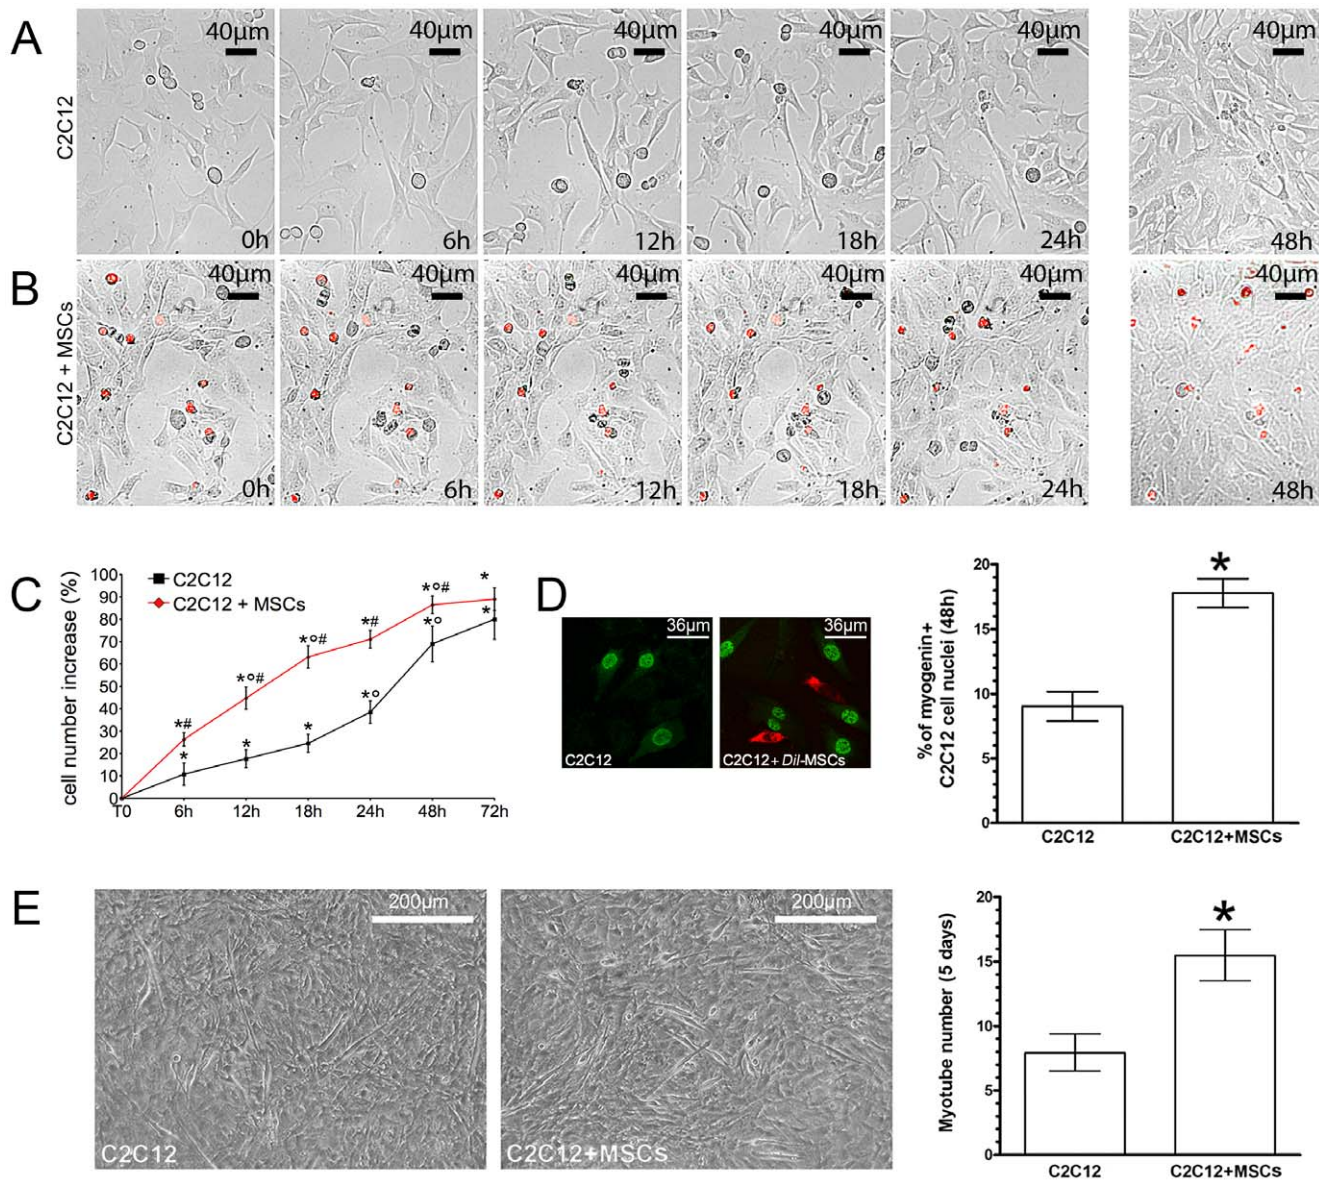 A
C2C12
40µm 40µm 40µm 40µm 40µm 40µm
0h 6h 12h 18h 24h 48h
B
C2C12 + MSCs
40µm 40µm 40µm 40µm 40µm 40µm
0h 6h 12h 18h 24h 48h
C
cell number increase (%)
100
90
80
70
60
50
40
30
20
10
0
C2C12
C2C12 + MSCs
*# *
*°# *
*°# *
*# *°
*°# *°
* *
T0 6h 12h 18h 24h 48h 72h
D
36µm 36µm
C2C12 C2C12+DiI-MSCs
% of myogenin+
C2C12 cell nuclei (48h)
20
15
10
5
0
*
C2C12 C2C12+MSCs
E
200µm 200µm
C2C12 C2C12+MSCs
Myotube number (5 days)
20
15
10
5
0
*
C2C12 C2C12+MSCs